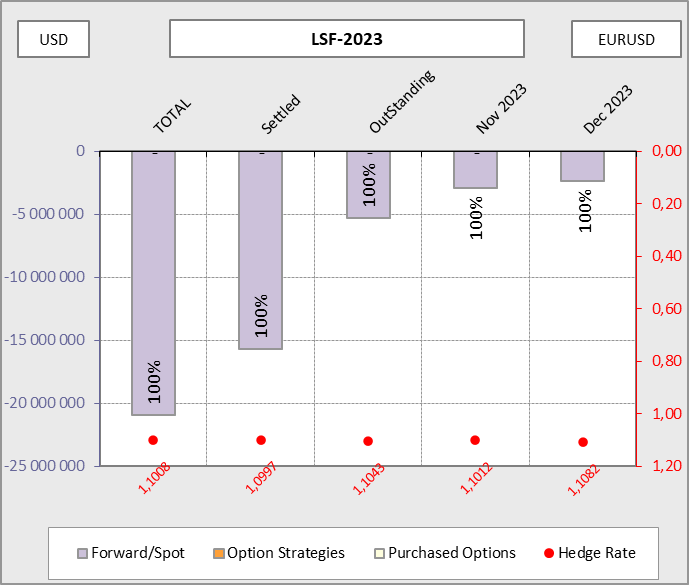 USD
LSF-2023
EURUSD
TOTAL
Settled
OutStanding
Nov 2023
Dec 2023
0
-5 000 000
-10 000 000
-15 000 000
-20 000 000
-25 000 000
0,00
0,20
0,40
0,60
0,80
1,00
1,20
100%
100%
100%
100%
100%
1,1008
1,0997
1,1043
1,1012
1,1082
Forward/Spot
Option Strategies
Purchased Options
Hedge Rate